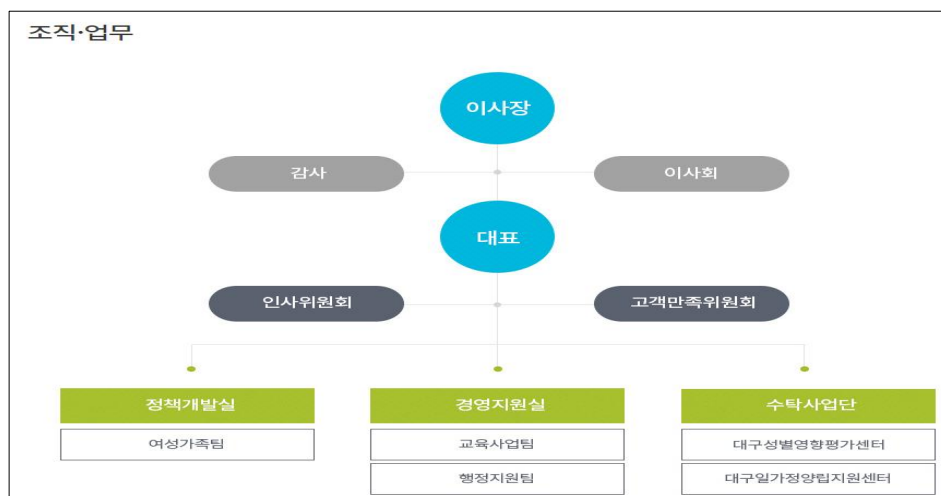 조직·업무
이사장
감사
이사회
대표
인사위원회
고객만족위원회
정책개발실
경영지원실
수탁사업단
여성가족팀
교육사업팀
대구성별영향평가센터
행정지원팀
대구일가정양립지원센터